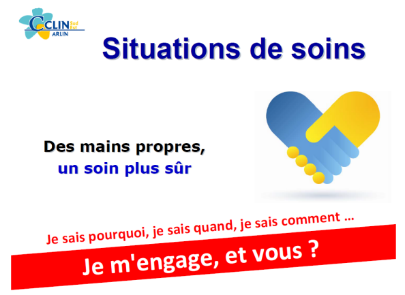 CCLIN
ARLIN
Situations de soins
Des mains propres,
un soin plus sûr
Je sais pourquoi, je sais quand, je sais comment ...
Je m'engage, et vous ?